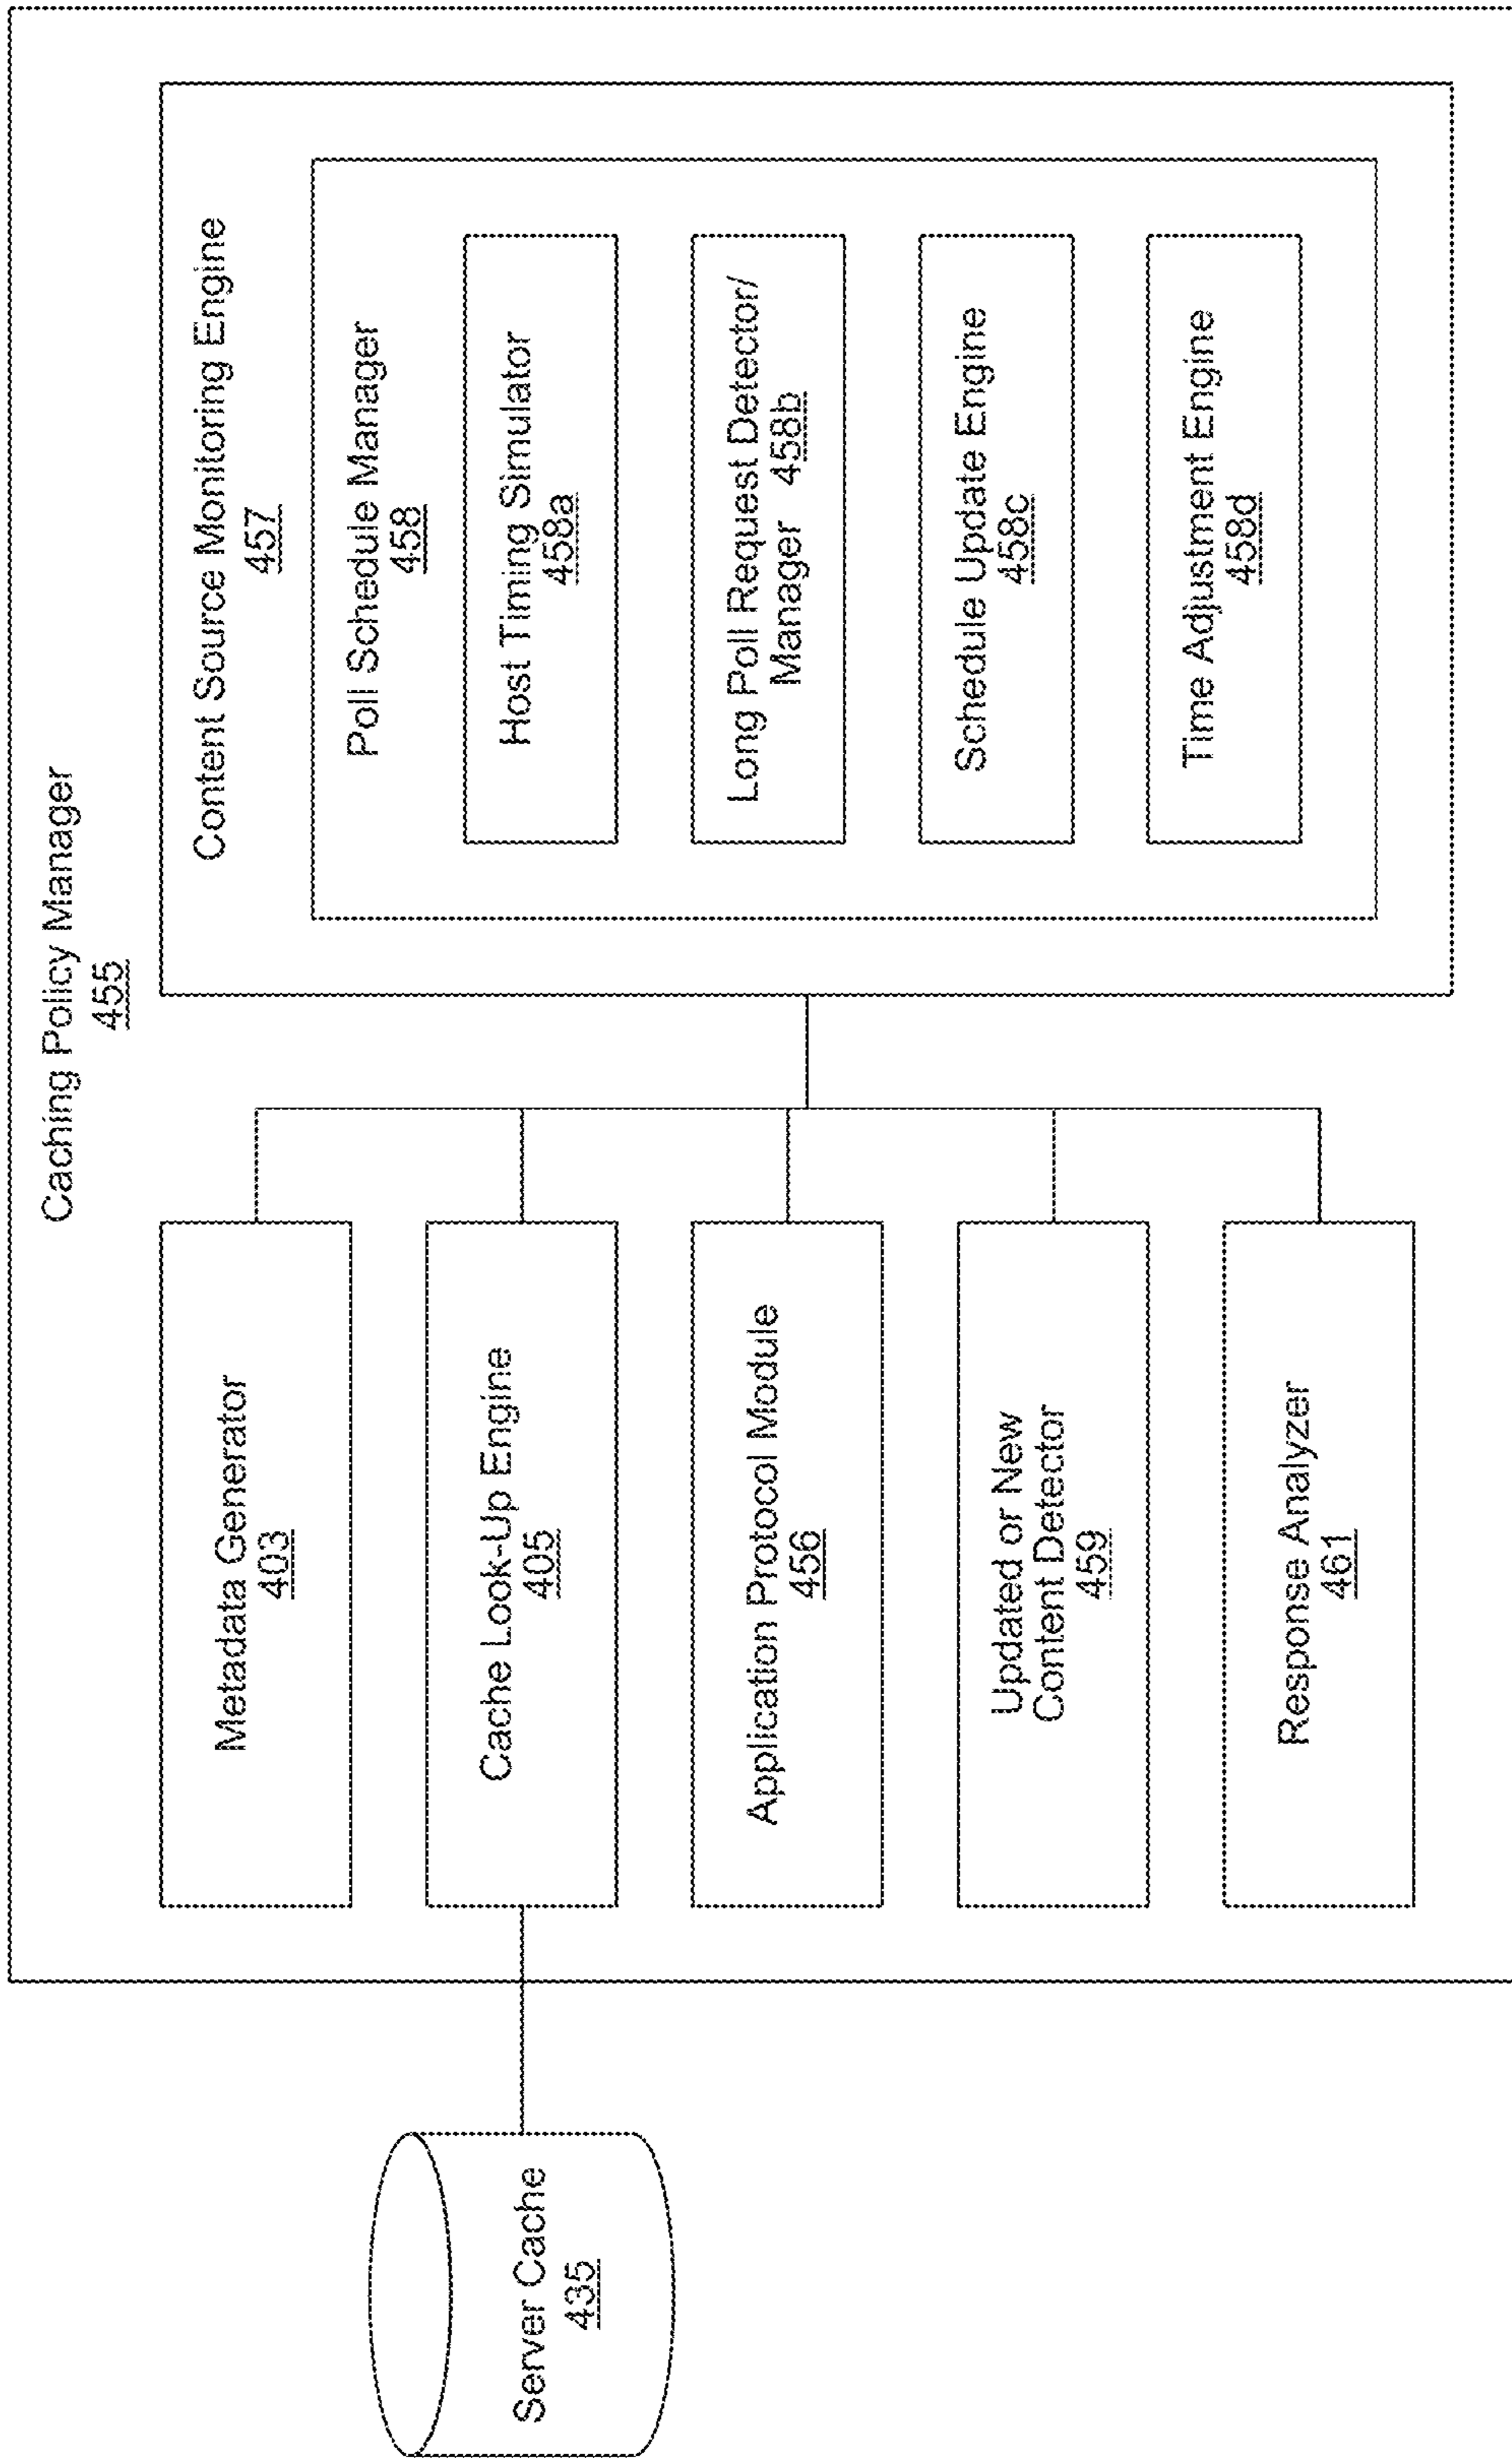 Caching Policy Manager
455
Server Cache
435
Metadata Generator
403
Cache Look-Up Engine
405
Application Protocol Module
456
Updated or New
Content Detector
459
Response Analyzer
461
Content Source Monitoring Engine
457
Poll Schedule Manager
458
Host Timing Simulator
458a
Long Poll Request Detector/
Manager 458b
Schedule Update Engine
458c
Time Adjustment Engine
458d